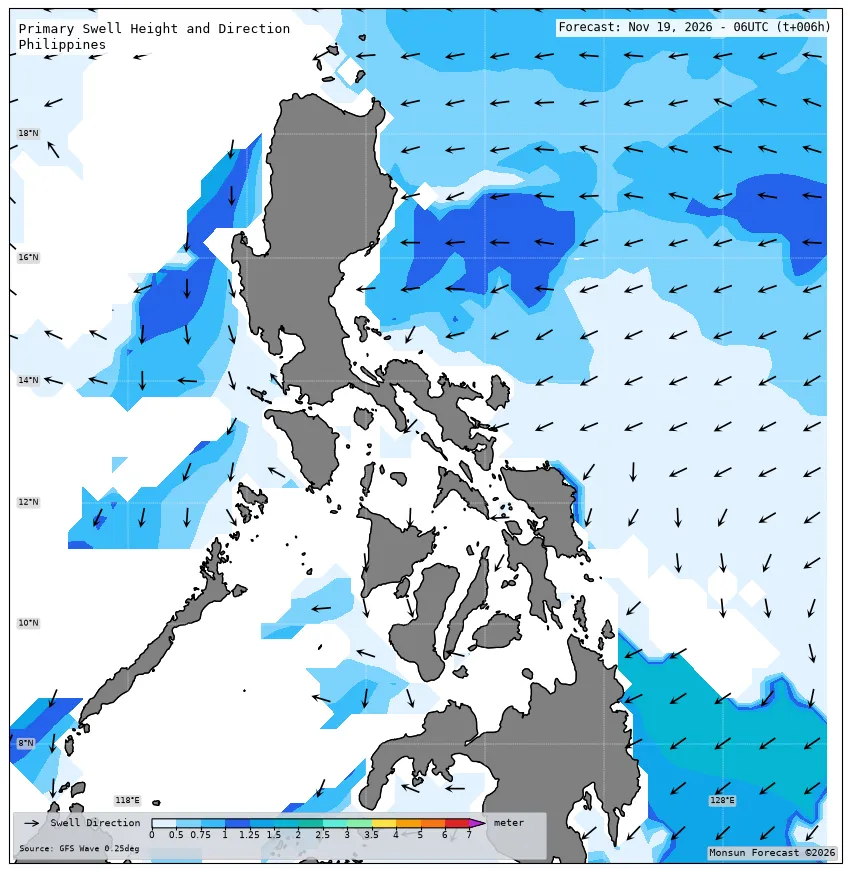 Primary Swell Height and Direction
Philippines
Forecast: Nov 19, 2026 - 06UTC (t+006h)
18°N
16°N
14°N
12°N
10°N
8°N
118°E
128°E
Swell Direction
meter
0 0.5 0.75 1 1.25 1.5 2 2.5 3 3.5 4 5 6 7
Source: GFS Wave 0.25deg
Monsun Forecast ©2026